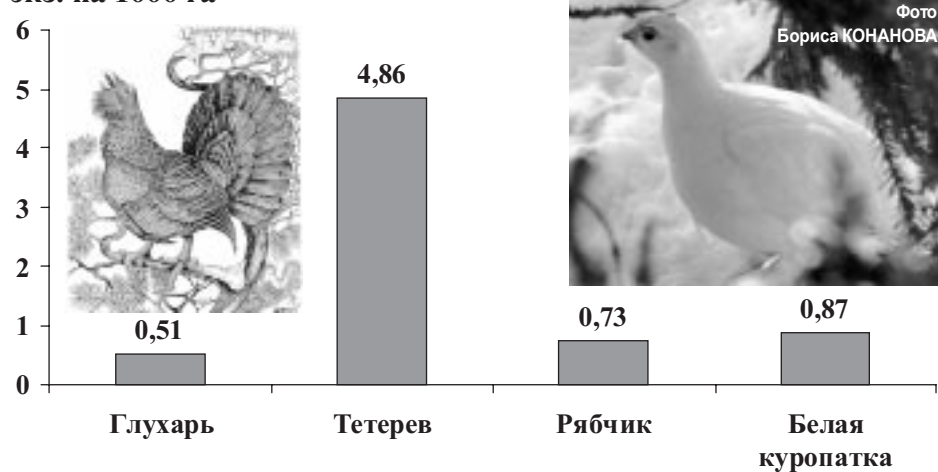 экз. на 1000 га
Фото
Бориса КОНАНОВА
6
5
4
3
2
1
0
0,51
4,86
0,73
0,87
Глухарь
Тетерев
Рябчик
Белая
куропатка